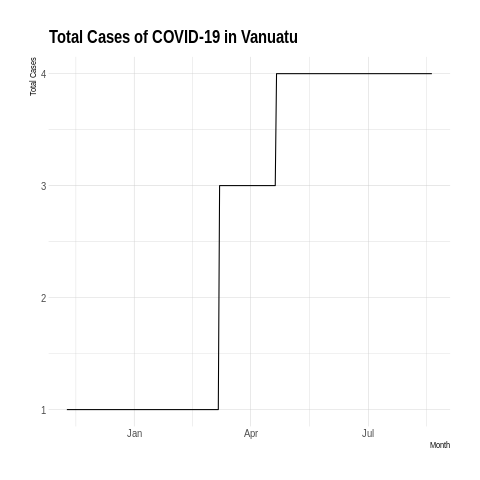 Total Cases of COVID-19 in Vanuatu
Total Cases
4
3
2
1
Jan Apr Jul
Month